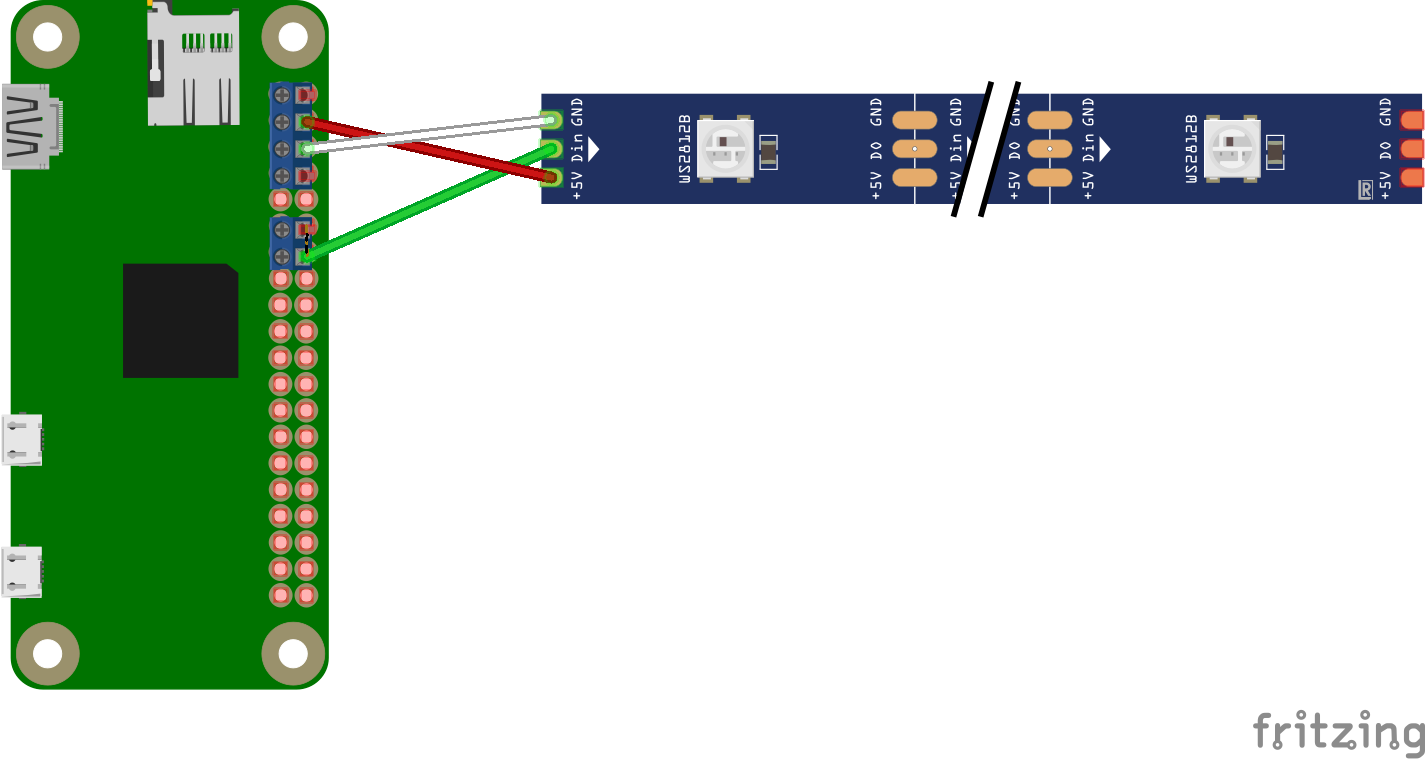 GND
Din
+5V
WS2812B
GND
DO
+5V
GND
Din
+5V
GND
DO
+5V
GND
Din
+5V
WS2812B
GND
DO
+5V
fritzing